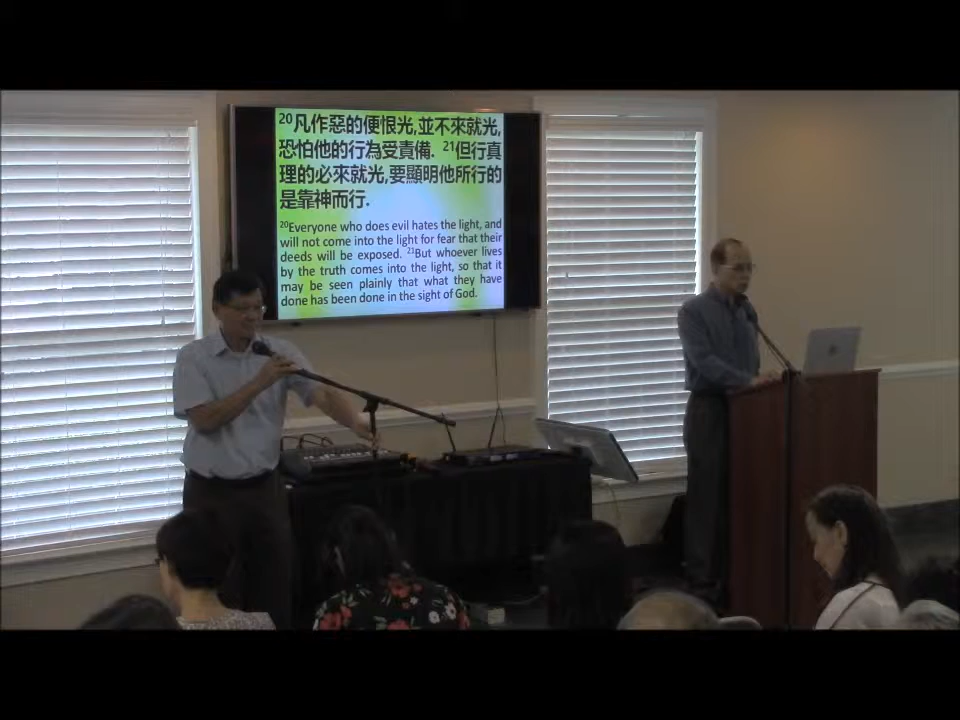 20凡作惡的便恨光,並不來就光,
恐怕他的行為受責備. 21但行真
理的必來就光,要顯明他所行的
是靠神而行.
20Everyone who does evil hates the light, and
will not come into the light for fear that their
deeds will be exposed. 23But whoever lives
by the truth comes into the light, so that it
may be seen plainly that what they have
done has been done in the sight of God.